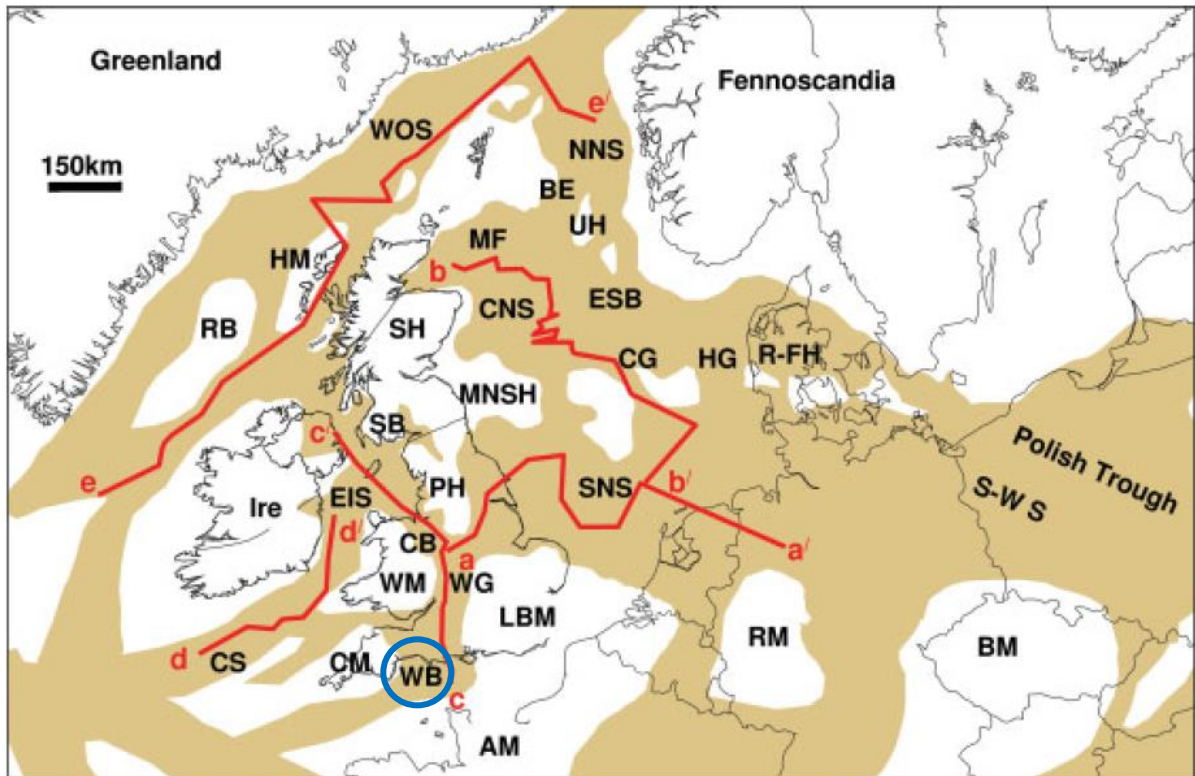 Greenland
Fennoscandia
WOS
e/
NNS
150km
BE
UH
MF
HM
b
ESB
CNS
RB
SH
CG
HG
R-FH
MNSH
SB
c/
Polish Trough
e
PH
SNS
b/
S-W S
EIS
Ire
d/
CB
a
a/
WM
WG
LBM
RM
BM
d
CS
CM
WB
c
AM